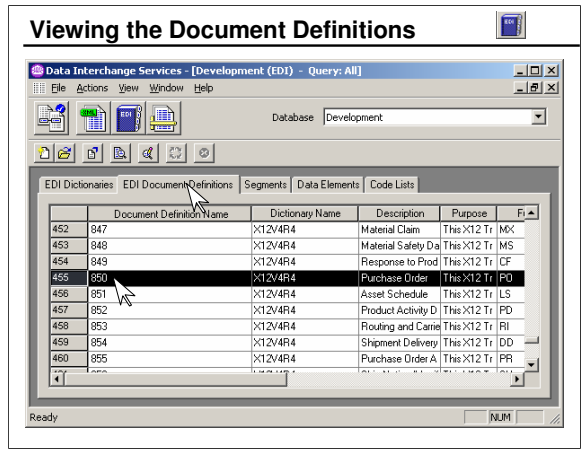 Viewing the Document Definitions
EDI
Data Interchange Services - [Development (EDI) - Query: All]
File Actions View Window Help
EDI
Database Development
EDI Dictionaries EDI Document Definitions Segments Data Elements Code Lists
Document Definition Name Dictionary Name Description Purpose
452 847 X12V4R4 Material Claim This X12 Tr MX
453 848 X12V4R4 Material Safety Da This X12 Tr MS
454 849 X12V4R4 Response to Prod This X12 Tr CF
455 850 X12V4R4 Purchase Order This X12 Tr PO
456 851 X12V4R4 Asset Schedule This X12 Tr LS
457 852 X12V4R4 Product Activity D This X12 Tr PD
458 853 X12V4R4 Routing and Carrie This X12 Tr RI
459 854 X12V4R4 Shipment Delivery This X12 Tr DD
460 855 X12V4R4 Purchase Order A This X12 Tr PR
Ready NUM